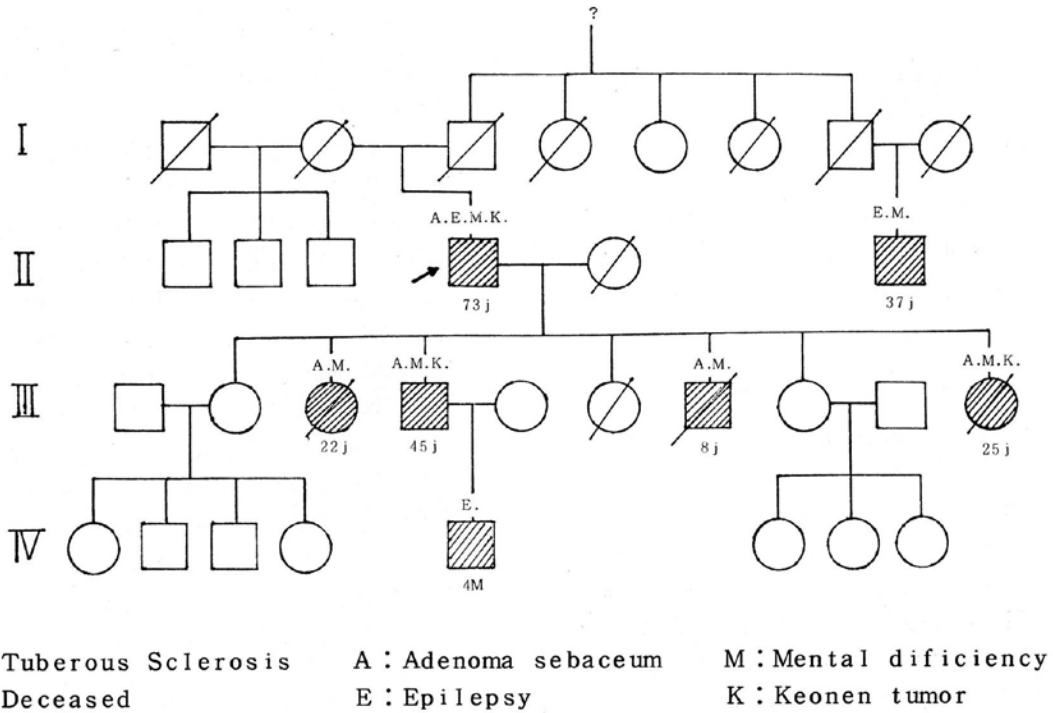 ?
I
A.E.M.K.
E.M.
II
73 j
37 j
A.M.
A.M.K.
A.M.
A.M.K.
III
22 j
45 j
8 j
25 j
E.
IV
4M
Tuberous Sclerosis A : Adenoma sebaceum M : Mental dificiency
Deceased E : Epilepsy K : Keonen tumor